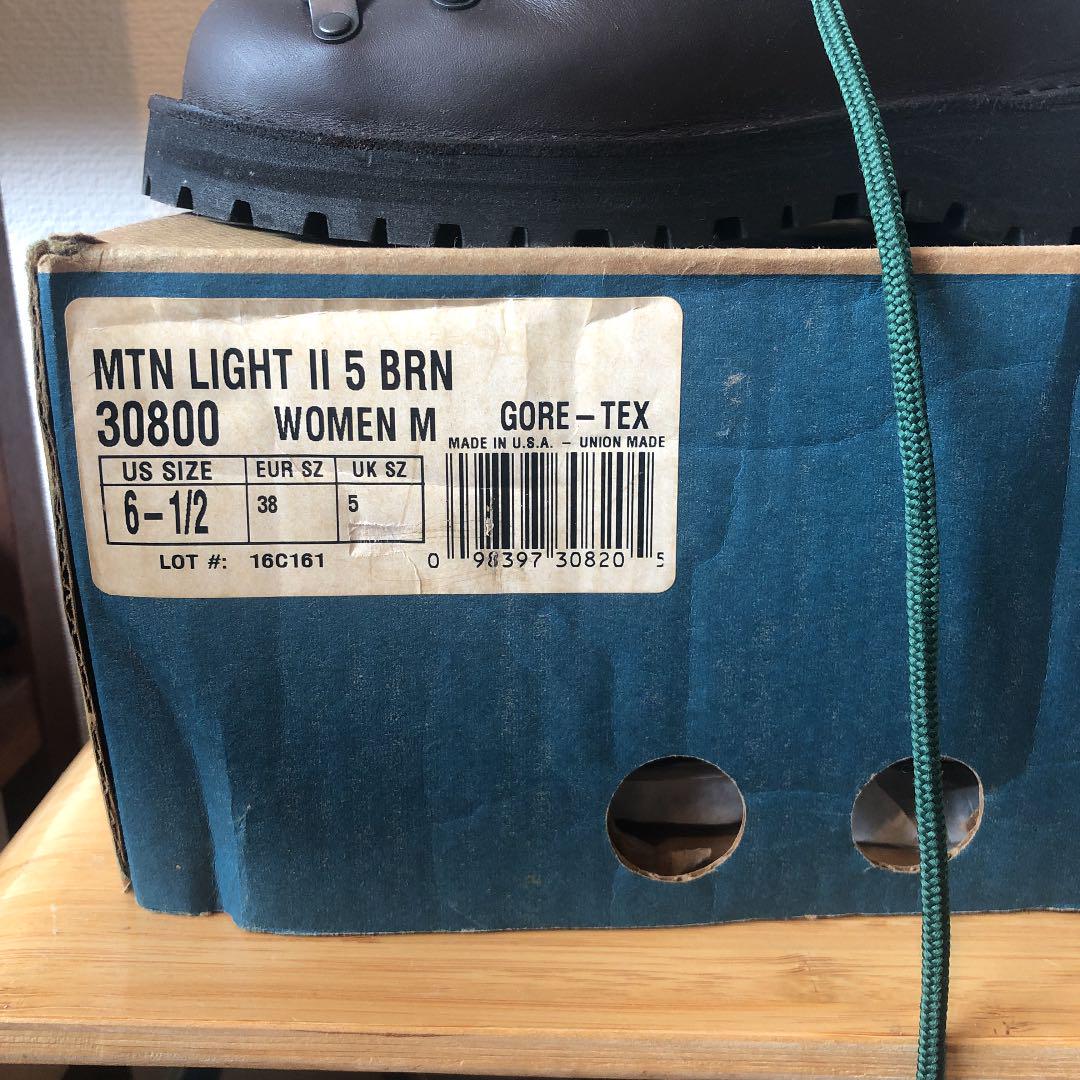 MTN LIGHT II 5 BRN
30800 WOMEN M GORE-TEX
MADE IN U.S.A. - UNION MADE
US SIZE EUR SZ UK SZ
6-1/2 38 5
LOT #: 16C161
0 98397 30820 5